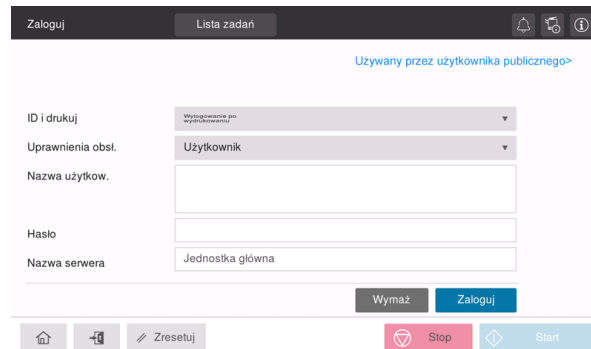 Zaloguj
Lista zadań
Używany przez użytkownika publicznego>
ID i drukuj
Wylogowanie po
wydrukowaniu
Uprawnienia obsł.
Użytkownik
Nazwa użytkow.
Hasło
Nazwa serwera
Jednostka główna
Wymaż
Zaloguj
Zresetuj
Stop
Start